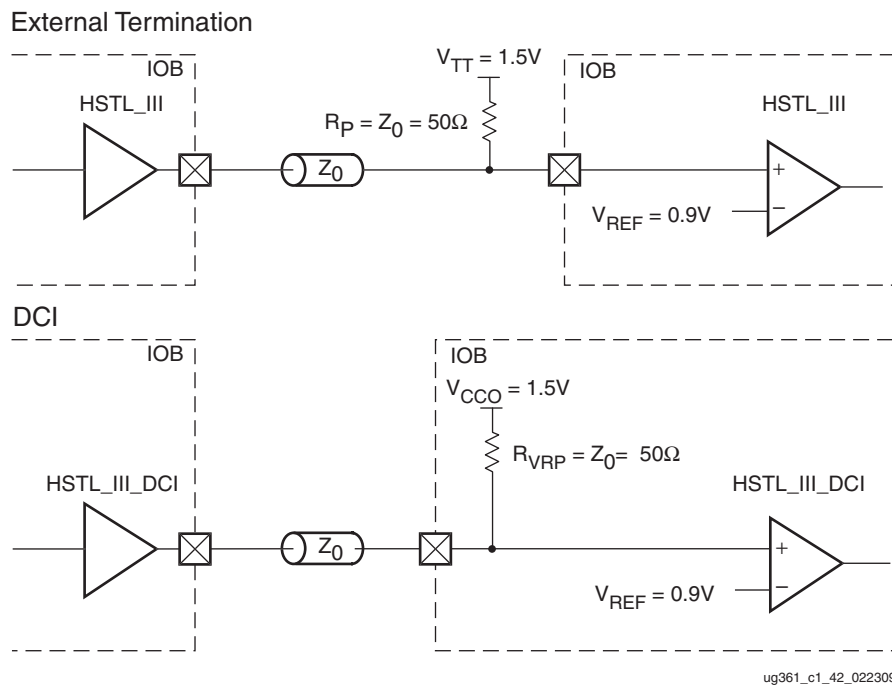 External Termination
IOB
HSTL_III
V_TT = 1.5V
R_P = Z_0 = 50Ω
Z_0
IOB
HSTL_III
+
–
V_REF = 0.9V
DCI
IOB
HSTL_III_DCI
Z_0
IOB
V_CCO = 1.5V
R_VRP = Z_0= 50Ω
HSTL_III_DCI
+
–
V_REF = 0.9V
ug361_c1_42_022309